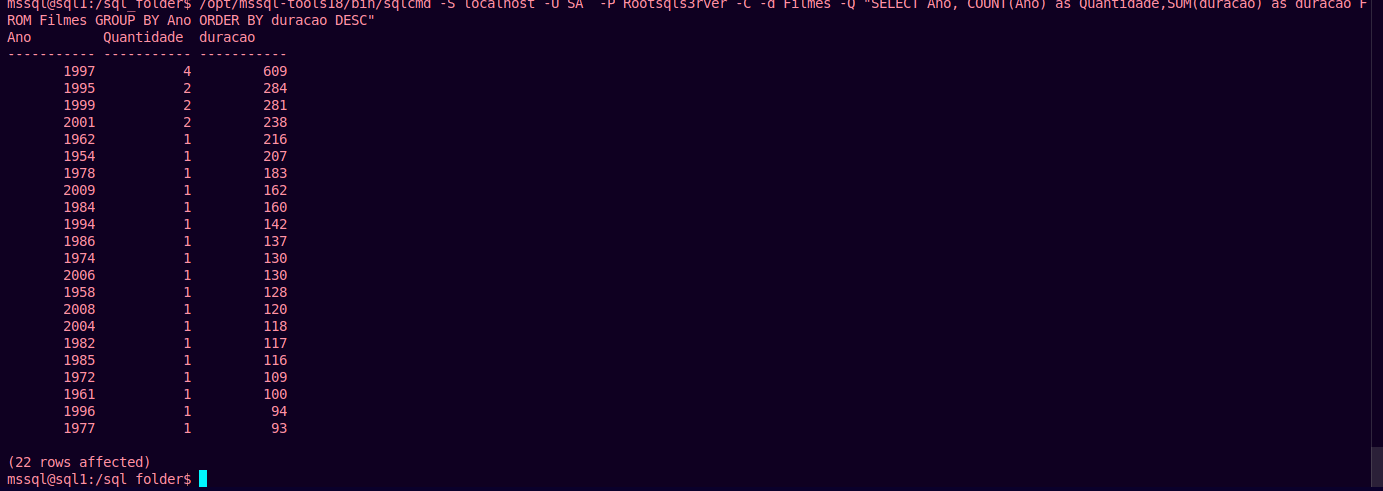 mssql@sql1:/sql_folder$ /opt/mssql-tools18/bin/sqlcmd -S localhost -U SA  -P Rootsqls3rver -C -d Filmes -Q "SELECT Ano, COUNT(Ano) as Quantidade,SUM(duracao) as duracao F
ROM Filmes GROUP BY Ano ORDER BY duracao DESC"
Ano         Quantidade  duracao
----------- ----------- -----------
       1997           4         609
       1995           2         284
       1999           2         281
       2001           2         238
       1962           1         216
       1954           1         207
       1978           1         183
       2009           1         162
       1984           1         160
       1994           1         142
       1986           1         137
       1974           1         130
       2006           1         130
       1958           1         128
       2008           1         120
       2004           1         118
       1982           1         117
       1985           1         116
       1972           1         109
       1961           1         100
       1996           1          94
       1977           1          93
(22 rows affected)
mssql@sql1:/sql folder$